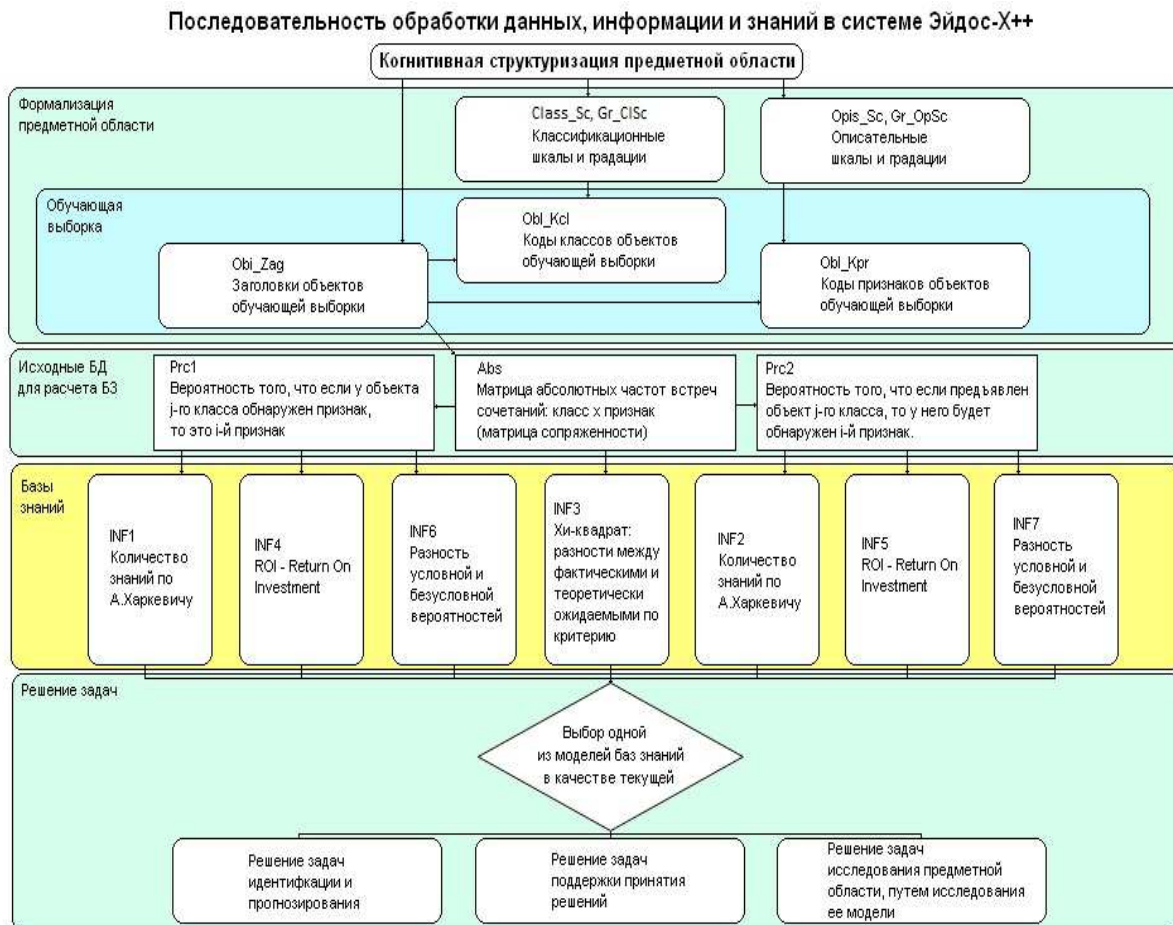 Последовательность обработки данных, информации и знаний в системе Эйдос-Х++
Когнитивная структуризация предметной области
Формализация
предметной области
Class_Sc, Gr_ClSc
Классификационные
шкалы и градации
Opis_Sc, Gr_OpSc
Описательные
шкалы и градации
Обучающая
выборка
Obi_Zag
Заголовки объектов
обучающей выборки
Obl_Kcl
Коды классов объектов
обучающей выборки
Obl_Kpr
Коды признаков объектов
обучающей выборки
Исходные БД
для расчета БЗ
Prc1
Вероятность того, что если у объекта
j-го класса обнаружен признак,
то это i-й признак
Abs
Матрица абсолютных частот встреч
сочетаний: класс х признак
(матрица сопряженности)
Prc2
Вероятность того, что если предъявлен
объект j-го класса, то у него будет
обнаружен i-й признак.
Базы
знаний
INF1
Количество
знаний по
А.Харкевичу
INF4
ROI - Return On
Investment
INF6
Разность
условной и
безусловной
вероятностей
INF3
Хи-квадрат:
разности между
фактическими и
теоретически
ожидаемыми по
критерию
INF2
Количество
знаний по
А.Харкевичу
INF5
ROI - Return On
Investment
INF7
Разность
условной и
безусловной
вероятностей
Решение задач
Выбор одной
из моделей баз знаний
в качестве текущей
Решение задач
идентифкации и
прогнозирования
Решение задач
поддержки принятия
решений
Решение задач
исследования предметной
области, путем исследования
ее модели